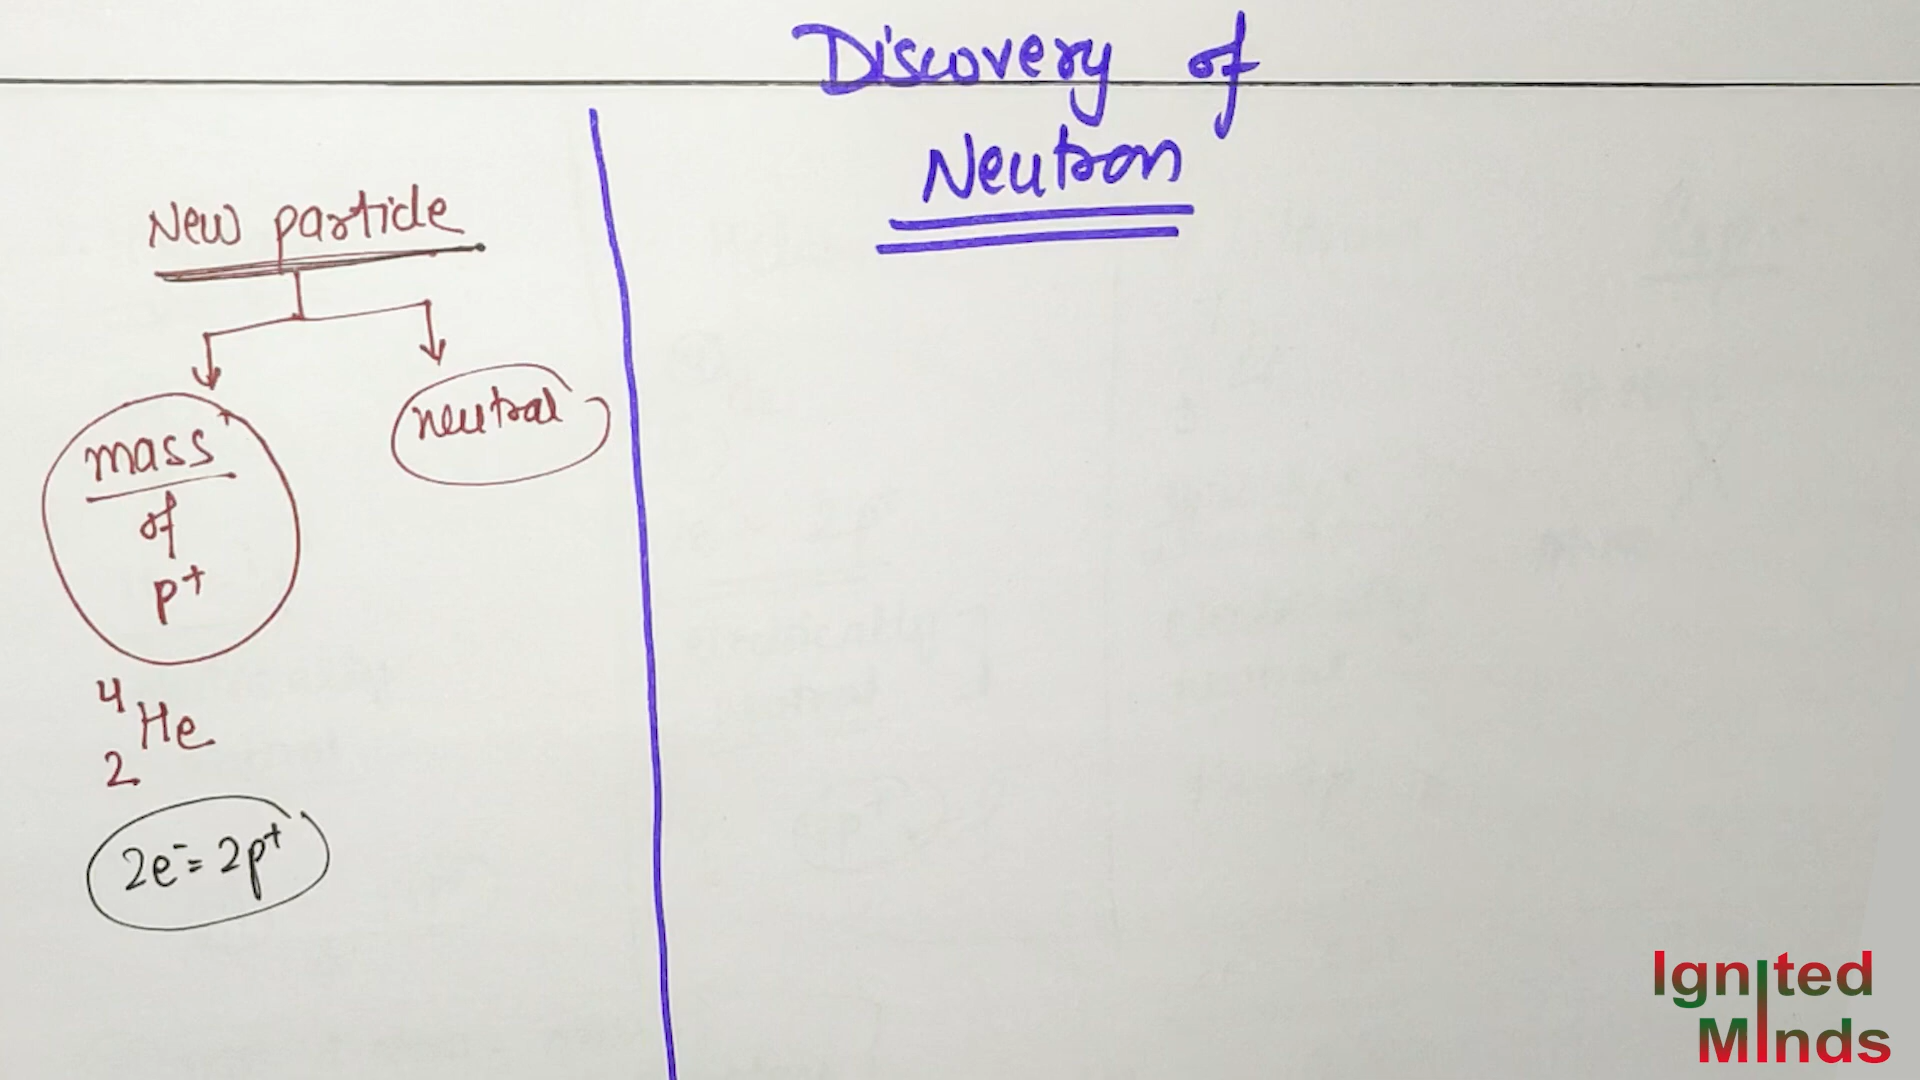 Discovery of
Neutron
New particle
mass
of
p+
neutral
4
He
2
2e-=2p+
Ignited
Minds